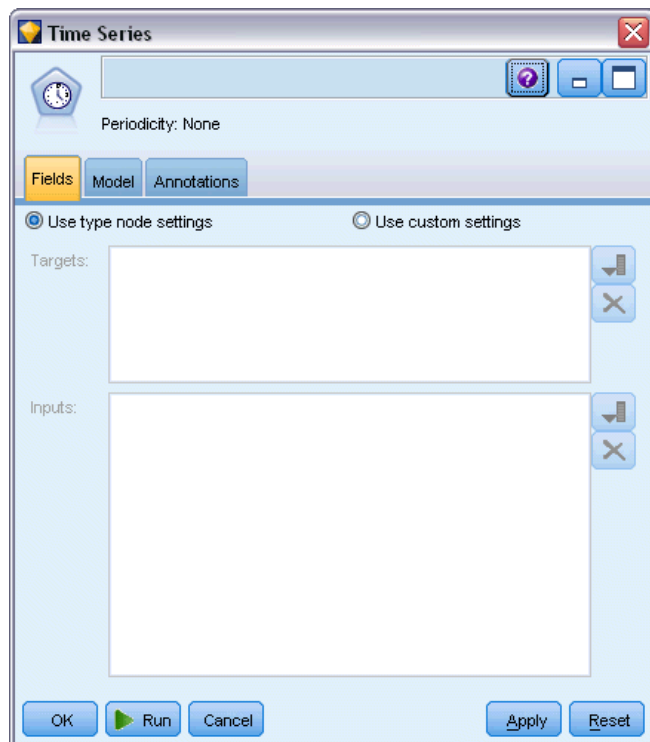 Time Series
Periodicity: None
Fields Model Annotations
Use type node settings Use custom settings
Targets:
Inputs:
OK Run Cancel Apply Reset